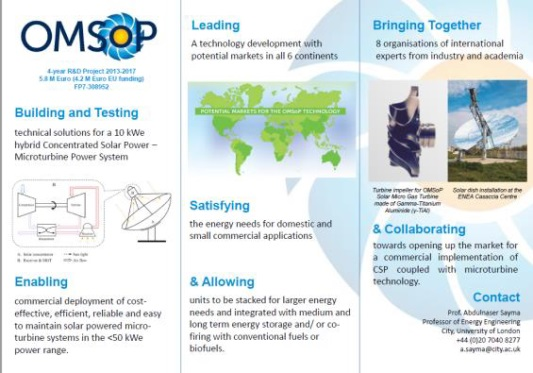 OMSoP
4-year R&D Project 2013-2017
5.8 M Euro (4.2 M Euro EU funding)
FP7-308952
Building and Testing
technical solutions for a 10 kWe
hybrid Concentrated Solar Power –
Microturbine Power System
Enabling
commercial deployment of cost-
effective, efficient, reliable and easy
to maintain solar powered micro-
turbine systems in the <50 kWe
power range.
Leading
A technology development with
potential markets in all 6 continents
POTENTIAL MARKETS FOR THE OMSoP TECHNOLOGY
Satisfying
the energy needs for domestic and
small commercial applications
& Allowing
units to be stacked for larger energy
needs and integrated with medium and
long term energy storage and/ or co-
firing with conventional fuels or
biofuels.
Bringing Together
8 organisations of international
experts from industry and academia
Turbine impeller for OMSoP
Solar Micro Gas Turbine
made of Gamma-Titanium
Aluminide (γ-TiAl)
Solar dish installation at the
ENEA Casaccia Centre
& Collaborating
towards opening up the market for
a commercial implementation of
CSP coupled with microturbine
technology.
Contact
Prof. Abdulnaser Sayma
Professor of Energy Engineering
City, University of London
+44 (0)20 7040 8277
a.sayma@city.ac.uk